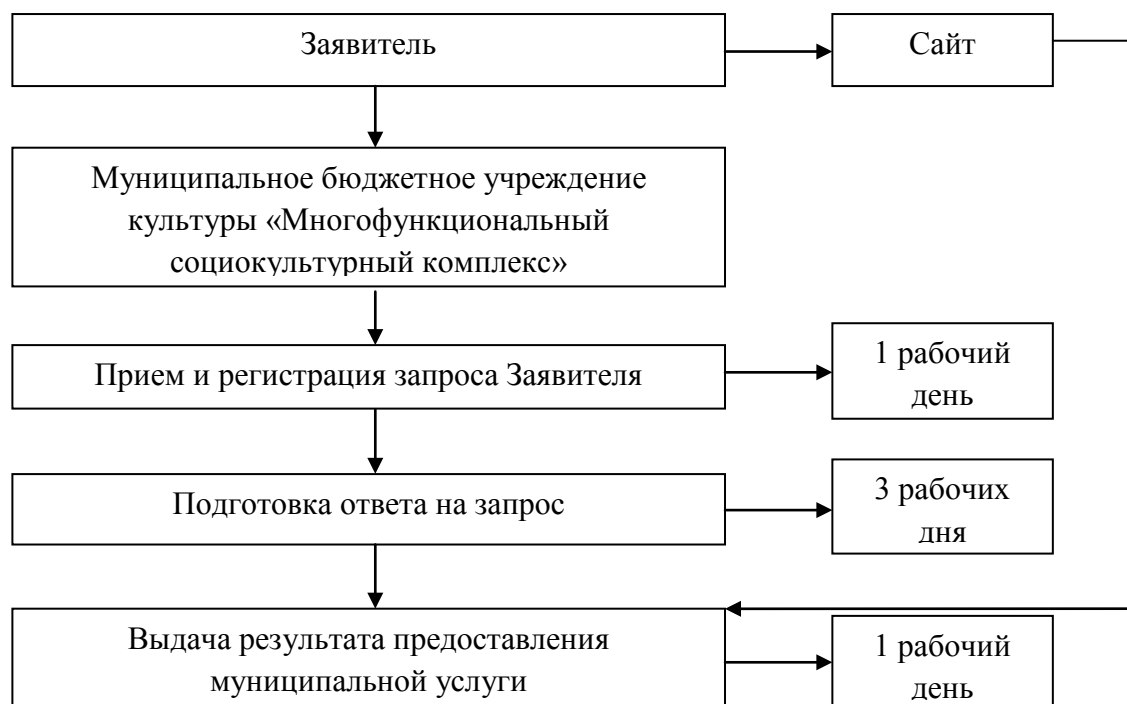 Заявитель
Сайт
Муниципальное бюджетное учреждение
культуры «Многофункциональный
социокультурный комплекс»
Прием и регистрация запроса Заявителя
1 рабочий
день
Подготовка ответа на запрос
3 рабочих
дня
Выдача результата предоставления
муниципальной услуги
1 рабочий
день